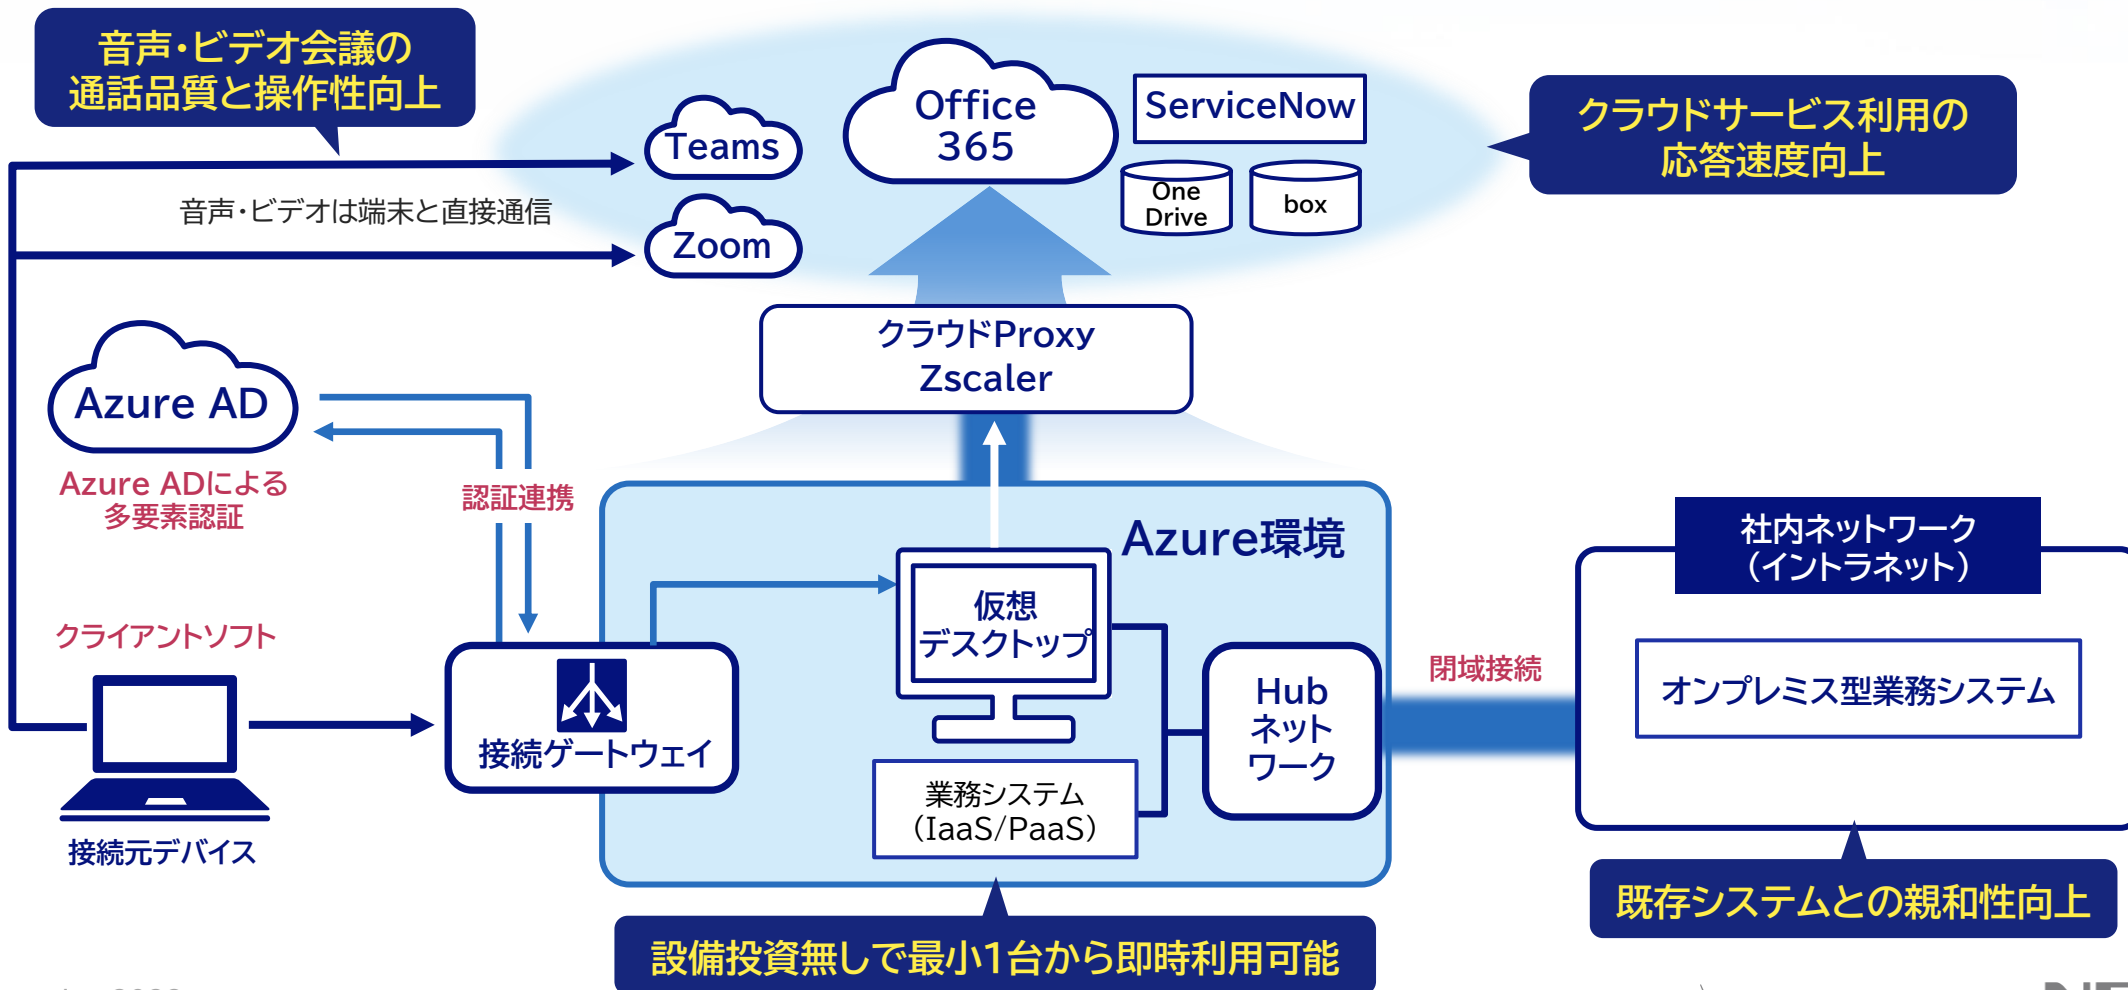 音声・ビデオ会議の
通話品質と操作性向上
Teams
Office
365
ServiceNow
One
Drive
box
クラウドサービス利用の
応答速度向上
音声・ビデオは端末と直接通信
Zoom
クラウドProxy
Zscaler
Azure AD
Azure ADによる
多要素認証
認証連携
Azure環境
社内ネットワーク
（イントラネット）
仮想
デスクトップ
クライアントソフト
接続ゲートウェイ
Hub
ネット
ワーク
閉域接続
オンプレミス型業務システム
業務システム
（IaaS/PaaS）
接続元デバイス
既存システムとの親和性向上
設備投資無しで最小1台から即時利用可能